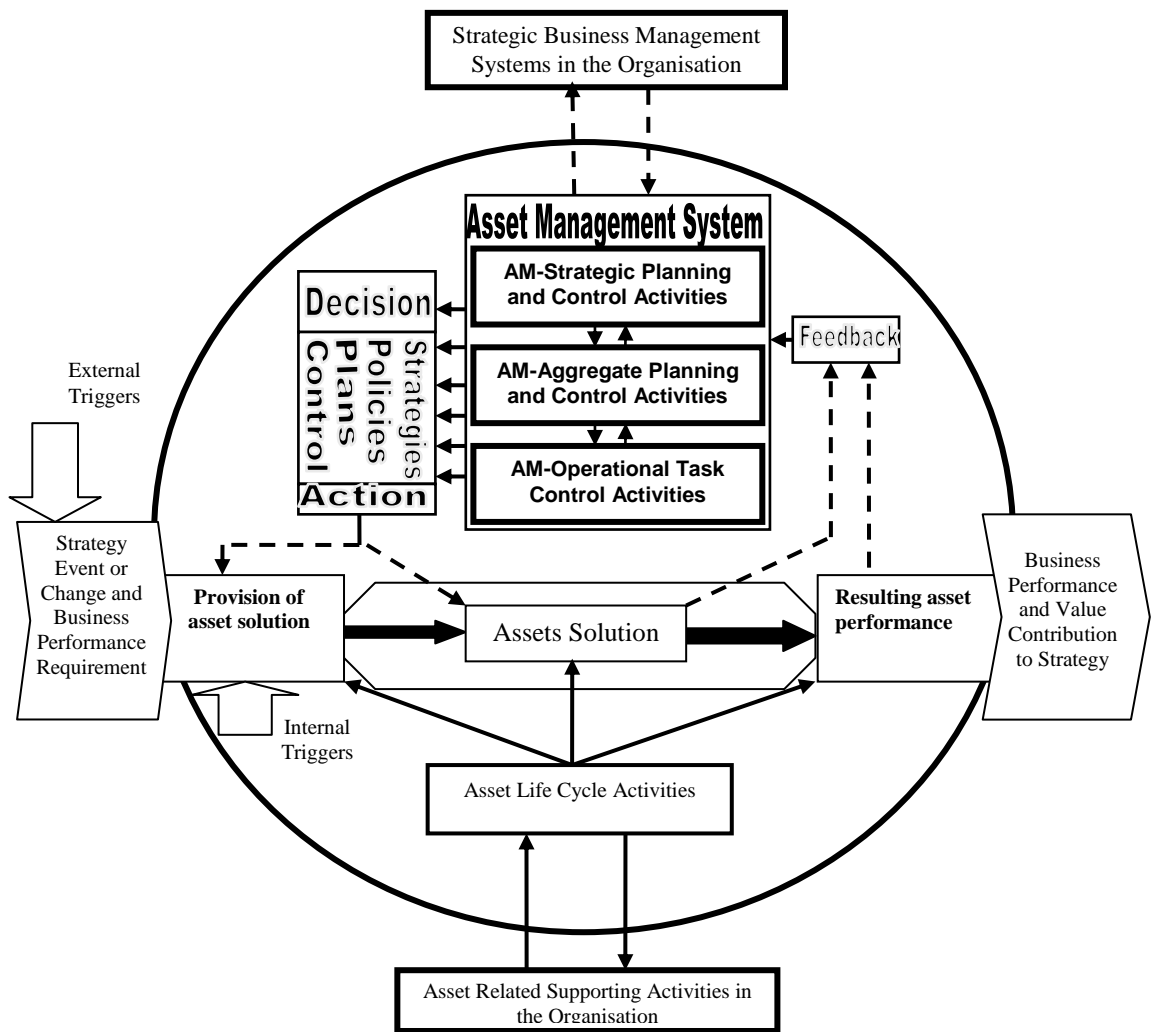 Strategic Business Management
Systems in the Organisation
Asset Management System
AM-Strategic Planning
and Control Activities
Decision
Strategies
Policies
Plans
Control
Action
AM-Aggregate Planning
and Control Activities
Feedback
AM-Operational Task
Control Activities
External
Triggers
Strategy
Event or
Change and
Business
Performance
Requirement
Provision of
asset solution
Assets Solution
Resulting asset
performance
Business
Performance
and Value
Contribution
to Strategy
Internal
Triggers
Asset Life Cycle Activities
Asset Related Supporting Activities in
the Organisation